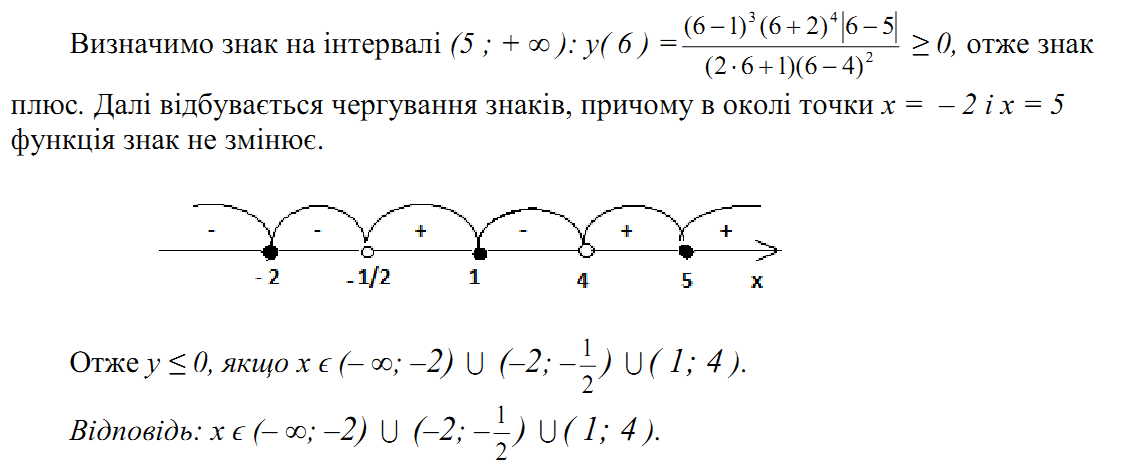 Визначимо знак на інтервалі (5 ; + ∞ ): y( 6 ) = (6 − 1)³(6 + 2)⁴|6 − 5| / (2 · 6 + 1)(6 − 4)² ≥ 0, отже знак
плюс. Далі відбувається чергування знаків, причому в околі точки x = – 2 і x = 5
функція знак не змінює.
- - + - + +
- 2 -1/2 1 4 5 x
Отже y ≤ 0, якщо x ϵ (– ∞; –2) ∪ (–2; –1/2) ∪ ( 1; 4 ).
Відповідь: x ϵ (– ∞; –2) ∪ (–2; –1/2) ∪ ( 1; 4 ).